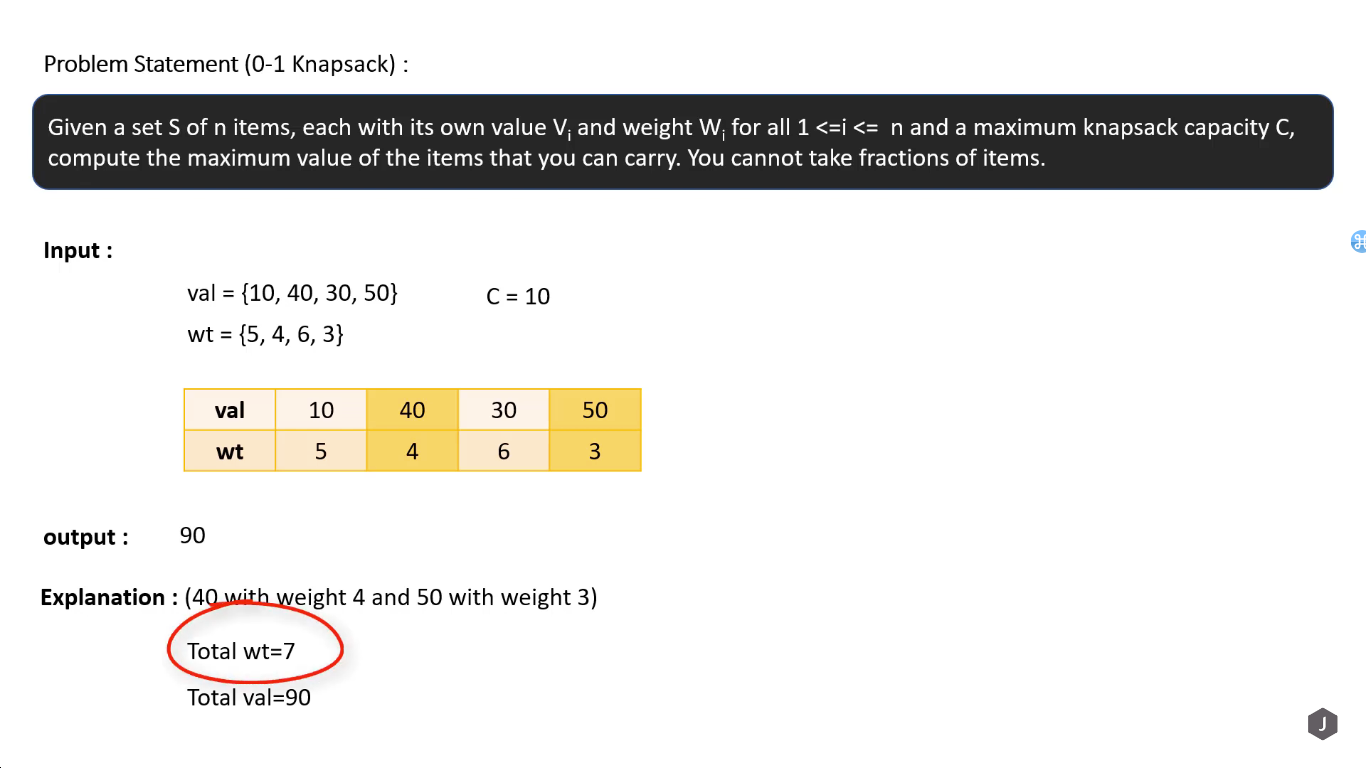 Problem Statement (0-1 Knapsack) :
Given a set S of n items, each with its own value Vi and weight Wi for all 1 <=i <= n and a maximum knapsack capacity C,
compute the maximum value of the items that you can carry. You cannot take fractions of items.
Input :
val = {10, 40, 30, 50}
C = 10
wt = {5, 4, 6, 3}
val 10 40 30 50
wt 5 4 6 3
output : 90
Explanation : (40 with weight 4 and 50 with weight 3)
Total wt=7
Total val=90
J